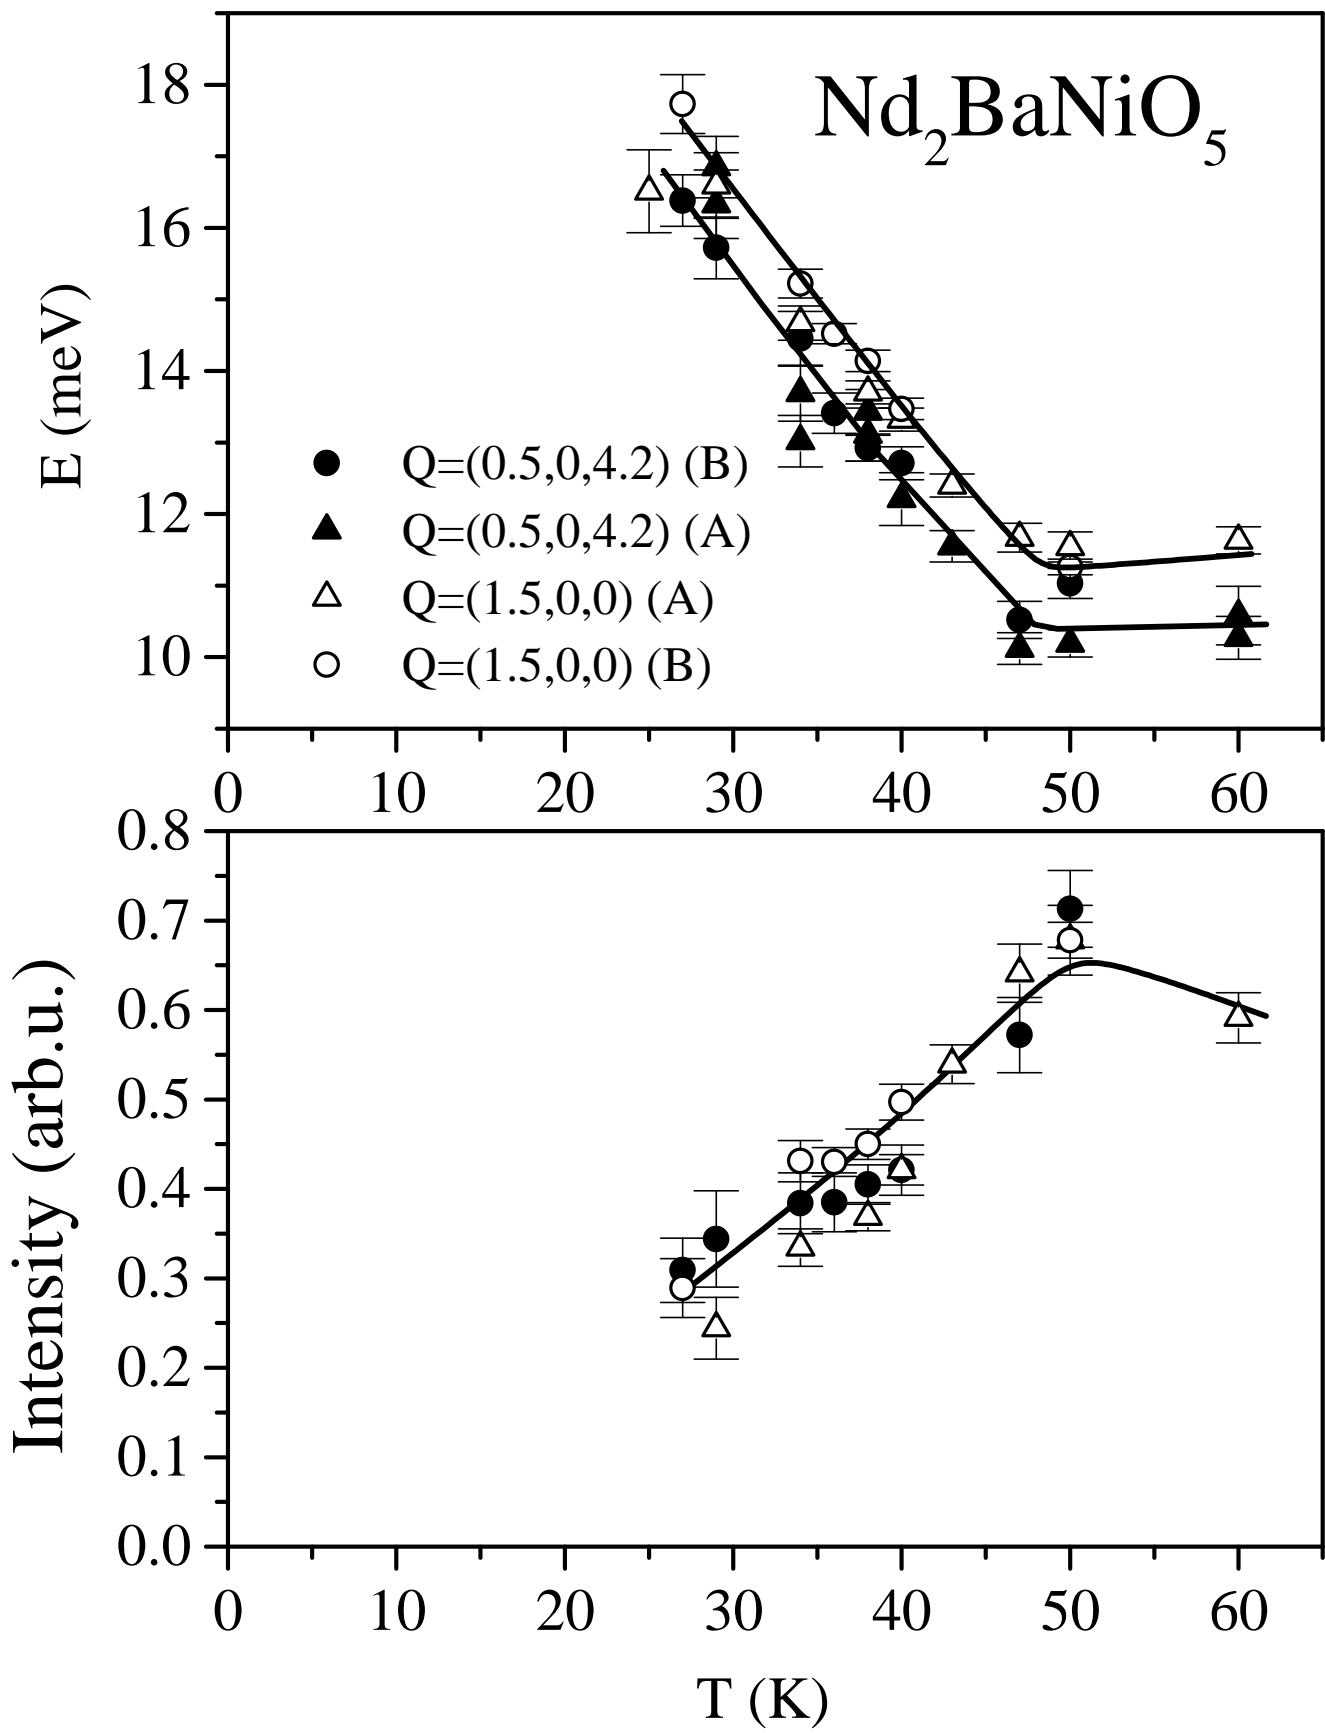 Nd2BaNiO5
18
16
14
12
10
E (meV)
Q=(0.5,0,4.2) (B)
Q=(0.5,0,4.2) (A)
Q=(1.5,0,0) (A)
Q=(1.5,0,0) (B)
0 10 20 30 40 50 60
0.8
0.7
0.6
0.5
0.4
0.3
0.2
0.1
0.0
Intensity (arb.u.)
0 10 20 30 40 50 60
T (K)